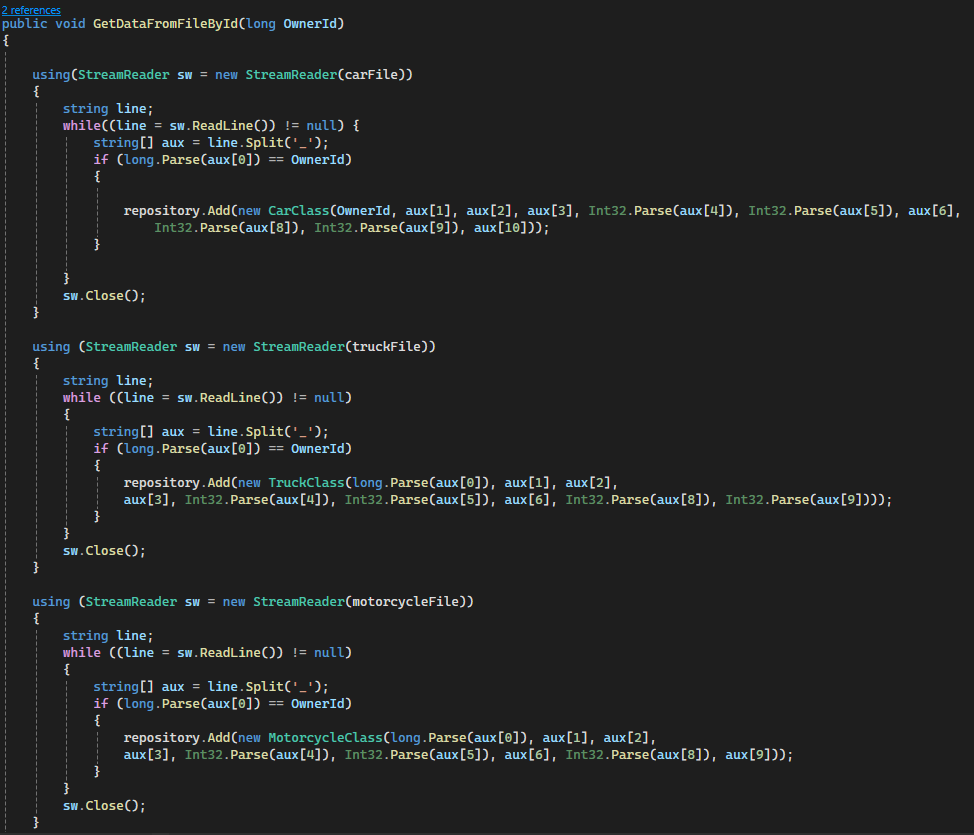 2 references
public void GetDataFromFileById(long OwnerId)
{
using(StreamReader sw = new StreamReader(carFile))
{
string line;
while((line = sw.ReadLine()) != null) {
string[] aux = line.Split('_');
if (long.Parse(aux[0]) == OwnerId)
{
repository.Add(new CarClass(OwnerId, aux[1], aux[2], aux[3], Int32.Parse(aux[4]), Int32.Parse(aux[5]), aux[6],
Int32.Parse(aux[8]), Int32.Parse(aux[9]), aux[10]));
}
}
sw.Close();
}
using (StreamReader sw = new StreamReader(truckFile))
{
string line;
while ((line = sw.ReadLine()) != null)
{
string[] aux = line.Split('_');
if (long.Parse(aux[0]) == OwnerId)
{
repository.Add(new TruckClass(long.Parse(aux[0]), aux[1], aux[2],
aux[3], Int32.Parse(aux[4]), Int32.Parse(aux[5]), aux[6], Int32.Parse(aux[8]), Int32.Parse(aux[9])));
}
}
sw.Close();
}
using (StreamReader sw = new StreamReader(motorcycleFile))
{
string line;
while ((line = sw.ReadLine()) != null)
{
string[] aux = line.Split('_');
if (long.Parse(aux[0]) == OwnerId)
{
repository.Add(new MotorcycleClass(long.Parse(aux[0]), aux[1], aux[2],
aux[3], Int32.Parse(aux[4]), Int32.Parse(aux[5]), aux[6], Int32.Parse(aux[8]), aux[9]));
}
}
sw.Close();
}